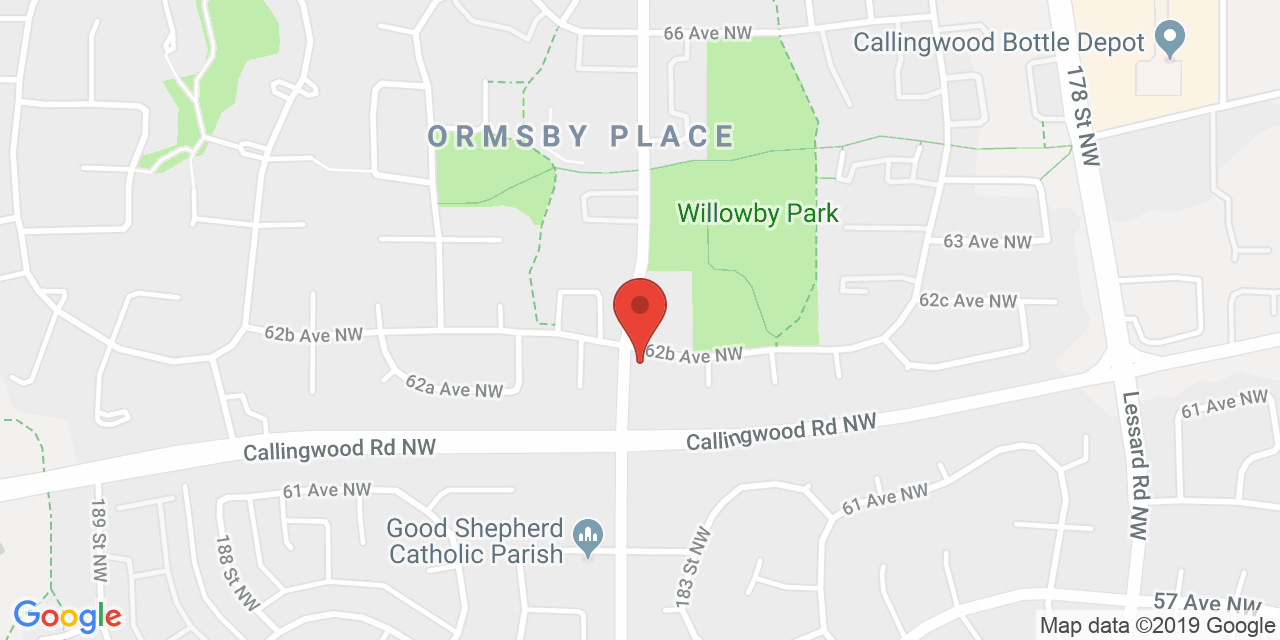 66 Ave NW
Callingwood Bottle Depot
178 St NW
ORMSBY PLACE
Willowby Park
63 Ave NW
62c Ave NW
62b Ave NW
62b Ave NW
62a Ave NW
Callingwood Rd NW
Callingwood Rd NW
Lessard Rd NW
61 Ave NW
61 Ave NW
61 Ave NW
189 St NW
188 St NW
Good Shepherd
Catholic Parish
183 St NW
57 Ave NW
Google
Map data ©2019 Google